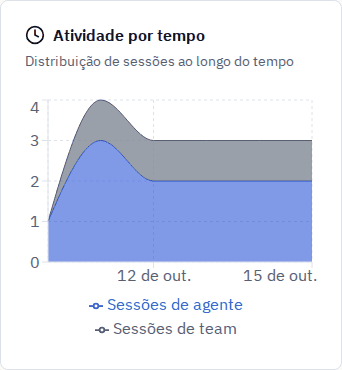 Atividade por tempo
Distribuição de sessões ao longo do tempo
4
3
2
1
0
12 de out.
15 de out.
Sessões de agente
Sessões de team